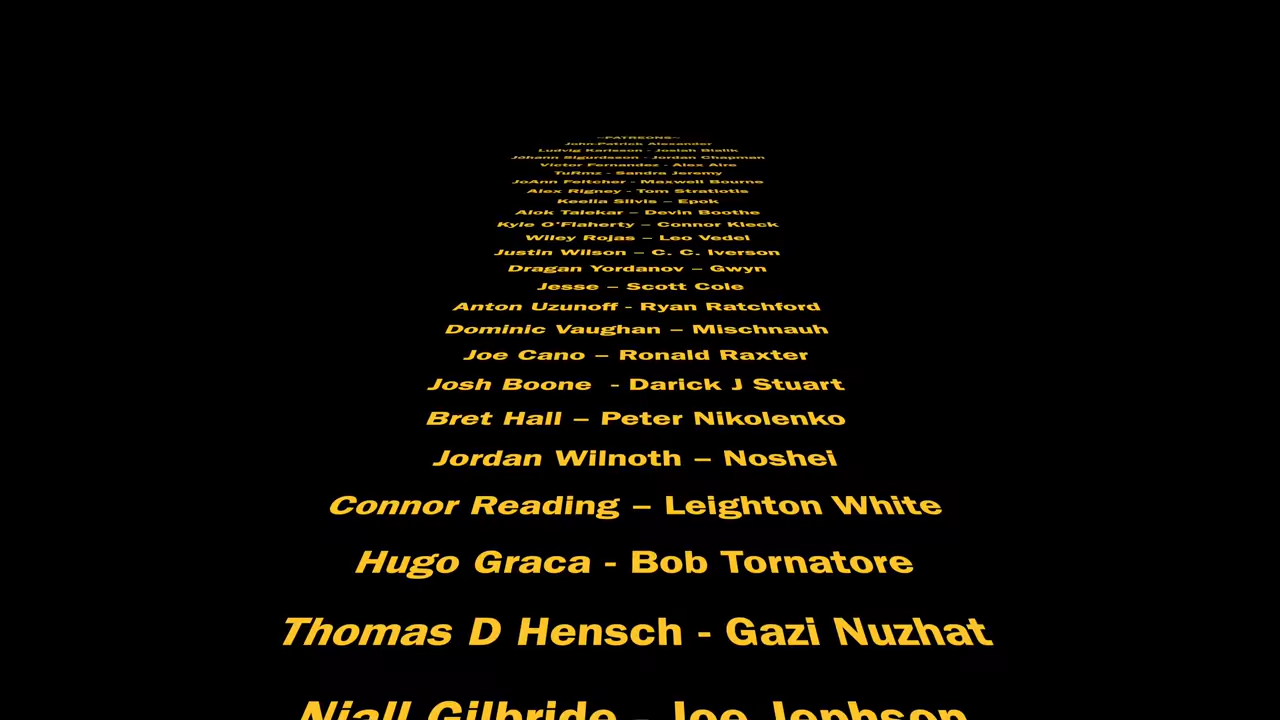 ~PATREONS~
John-Patrick Alexander
Ludvig Karlsson - Josiah Bialik
Jóhann Sigurdsson - Jordan Chapman
Victor Fernandez - Alex Aire
TuRmz - Sandra Jeremy
JoAnn Feitcher - Maxwell Bourne
Alex Rigney - Tom Stratiotis
Keelia Silvis – Epok
Alok Talekar – Devin Boothe
Kyle O'Flaherty – Connor Kleck
Wiley Rojas – Leo Vedel
Justin Wilson – C. C. Iverson
Dragan Yordanov – Gwyn
Jesse – Scott Cole
Anton Uzunoff - Ryan Ratchford
Dominic Vaughan – Mischnauh
Joe Cano – Ronald Raxter
Josh Boone - Darick J Stuart
Bret Hall – Peter Nikolenko
Jordan Wilnoth – Noshei
Connor Reading – Leighton White
Hugo Graca - Bob Tornatore
Thomas D Hensch - Gazi Nuzhat
Niall Gilbride - Joe Jephson